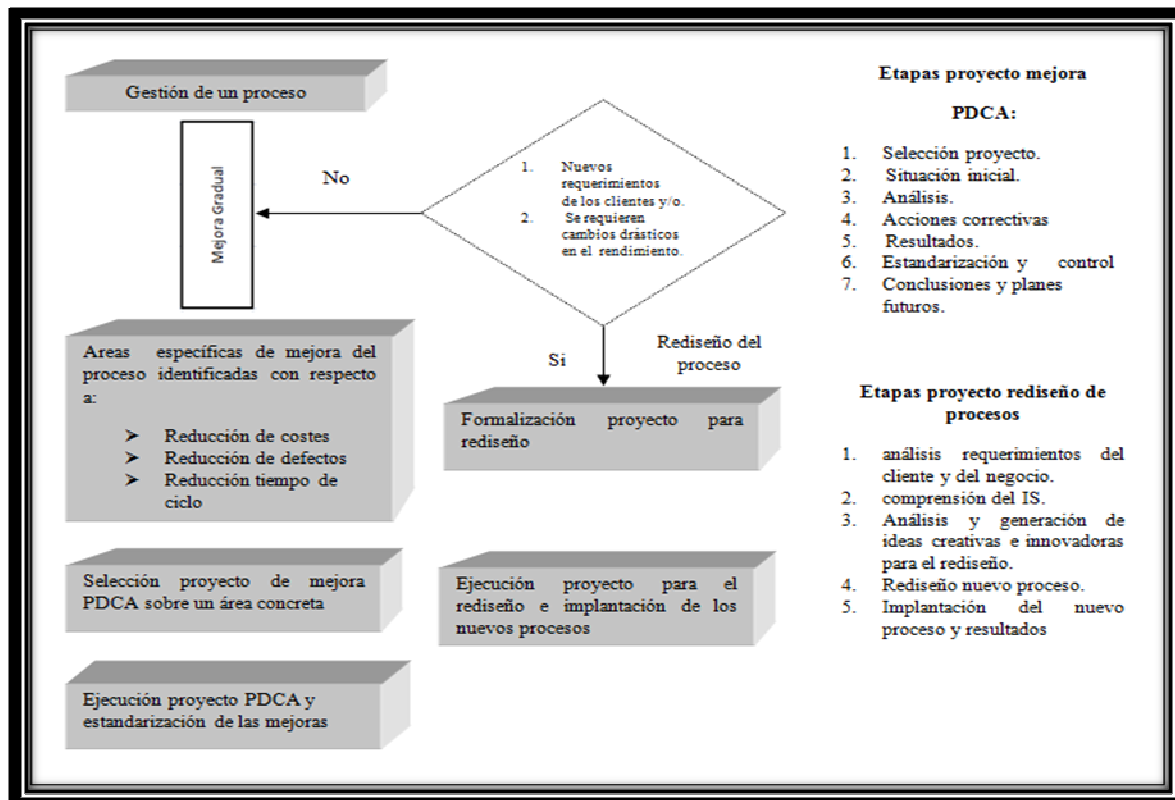 Gestión de un proceso
Mejora Gradual
No
1. Nuevos
requerimientos
de los clientes y/o.
2. Se requieren
cambios drásticos
en el rendimiento.
Si
Rediseño del
proceso
Areas específicas de mejora del
proceso identificadas con respecto
a:
➤ Reducción de costes
➤ Reducción de defectos
➤ Reducción tiempo de
ciclo
Formalización proyecto para
rediseño
Selección proyecto de mejora
PDCA sobre un área concreta
Ejecución proyecto para el
rediseño e implantación de los
nuevos procesos
Ejecución proyecto PDCA y
estandarización de las mejoras
Etapas proyecto mejora
PDCA:
1. Selección proyecto.
2. Situación inicial.
3. Análisis.
4. Acciones correctivas
5. Resultados.
6. Estandarización y control
7. Conclusiones y planes
futuros.
Etapas proyecto rediseño de
procesos
1. análisis requerimientos del
cliente y del negocio.
2. comprensión del IS.
3. Análisis y generación de
ideas creativas e innovadoras
para el rediseño.
4. Rediseño nuevo proceso.
5. Implantación del nuevo
proceso y resultados